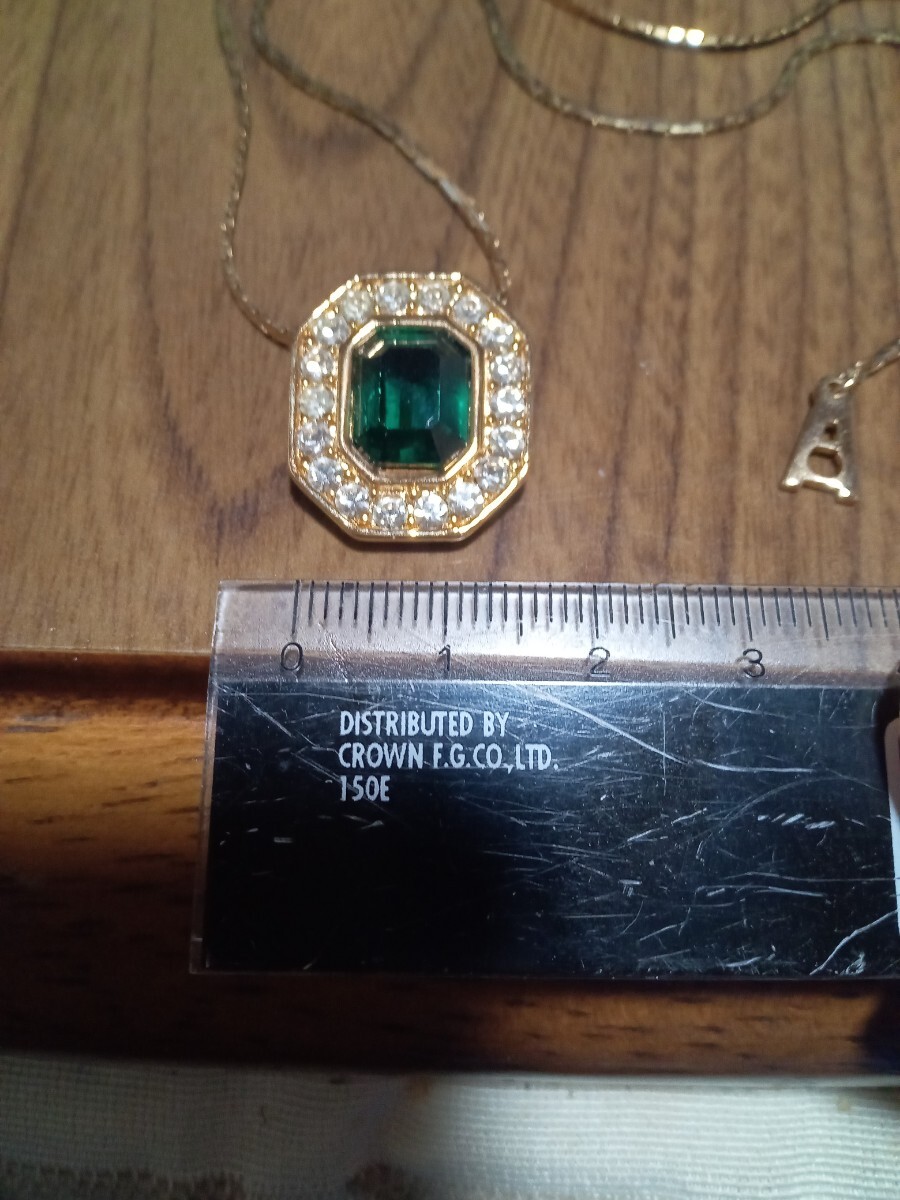 0 1 2 3
DISTRIBUTED BY
CROWN F.G.CO.,LTD.
150E
A